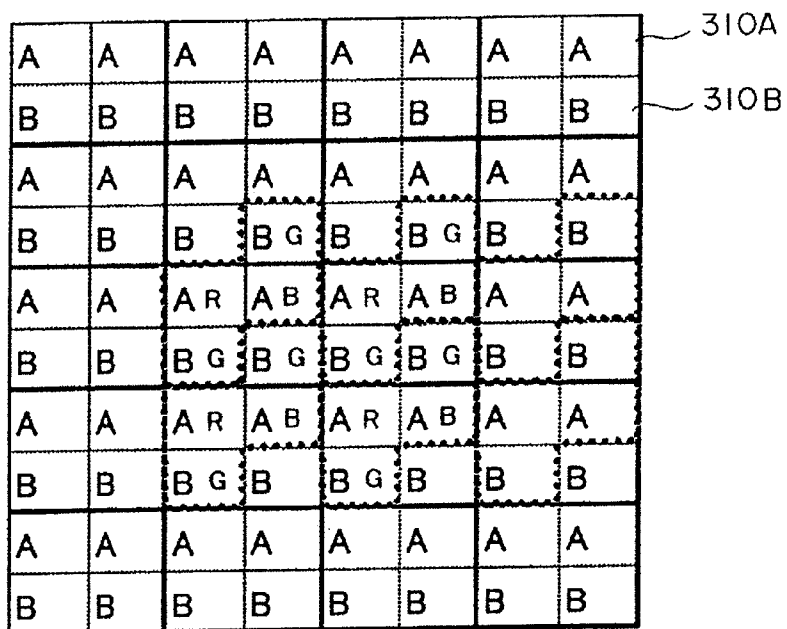 A A A A A A A A 310A
B B B B B B B B 310B
A A A A A A A A
B B B B G B B G B B
A A A R A B A R A B A A
B B B G B G B G B G B B
A A A R A B A R A B A A
B B B G B B G B B B
A A A A A A A A
B B B B B B B B